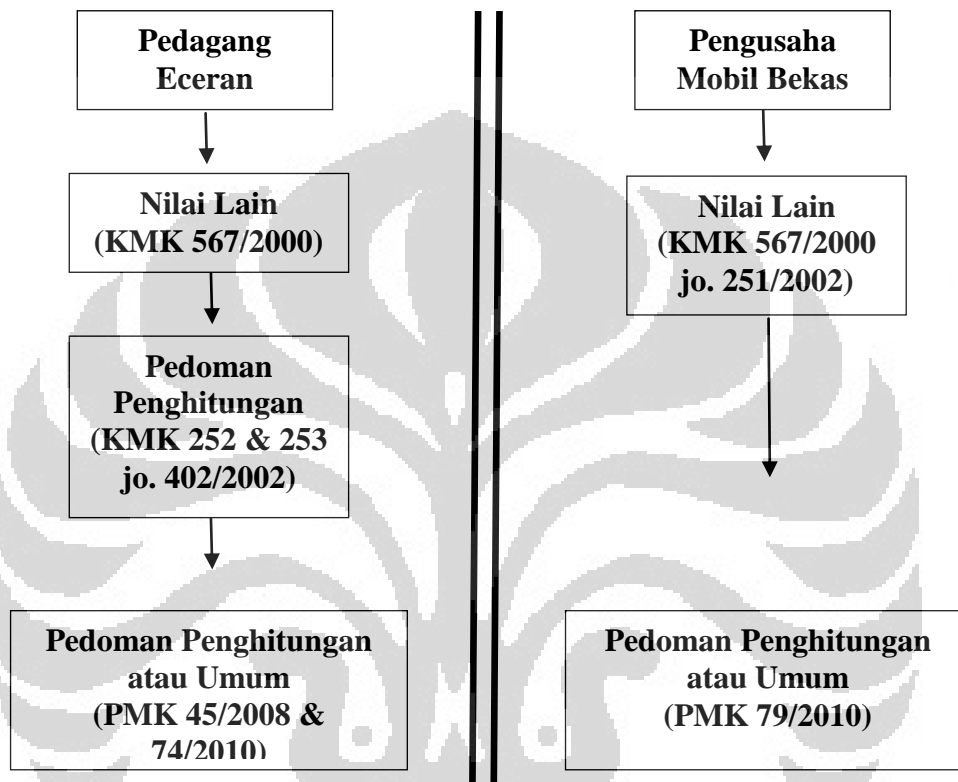 Pedagang
Eceran
Nilai Lain
(KMK 567/2000)
Pedoman
Penghitungan
(KMK 252 & 253
jo. 402/2002)
Pedoman Penghitungan
atau Umum
(PMK 45/2008 &
74/2010)
Pengusaha
Mobil Bekas
Nilai Lain
(KMK 567/2000
jo. 251/2002)
Pedoman Penghitungan
atau Umum
(PMK 79/2010)